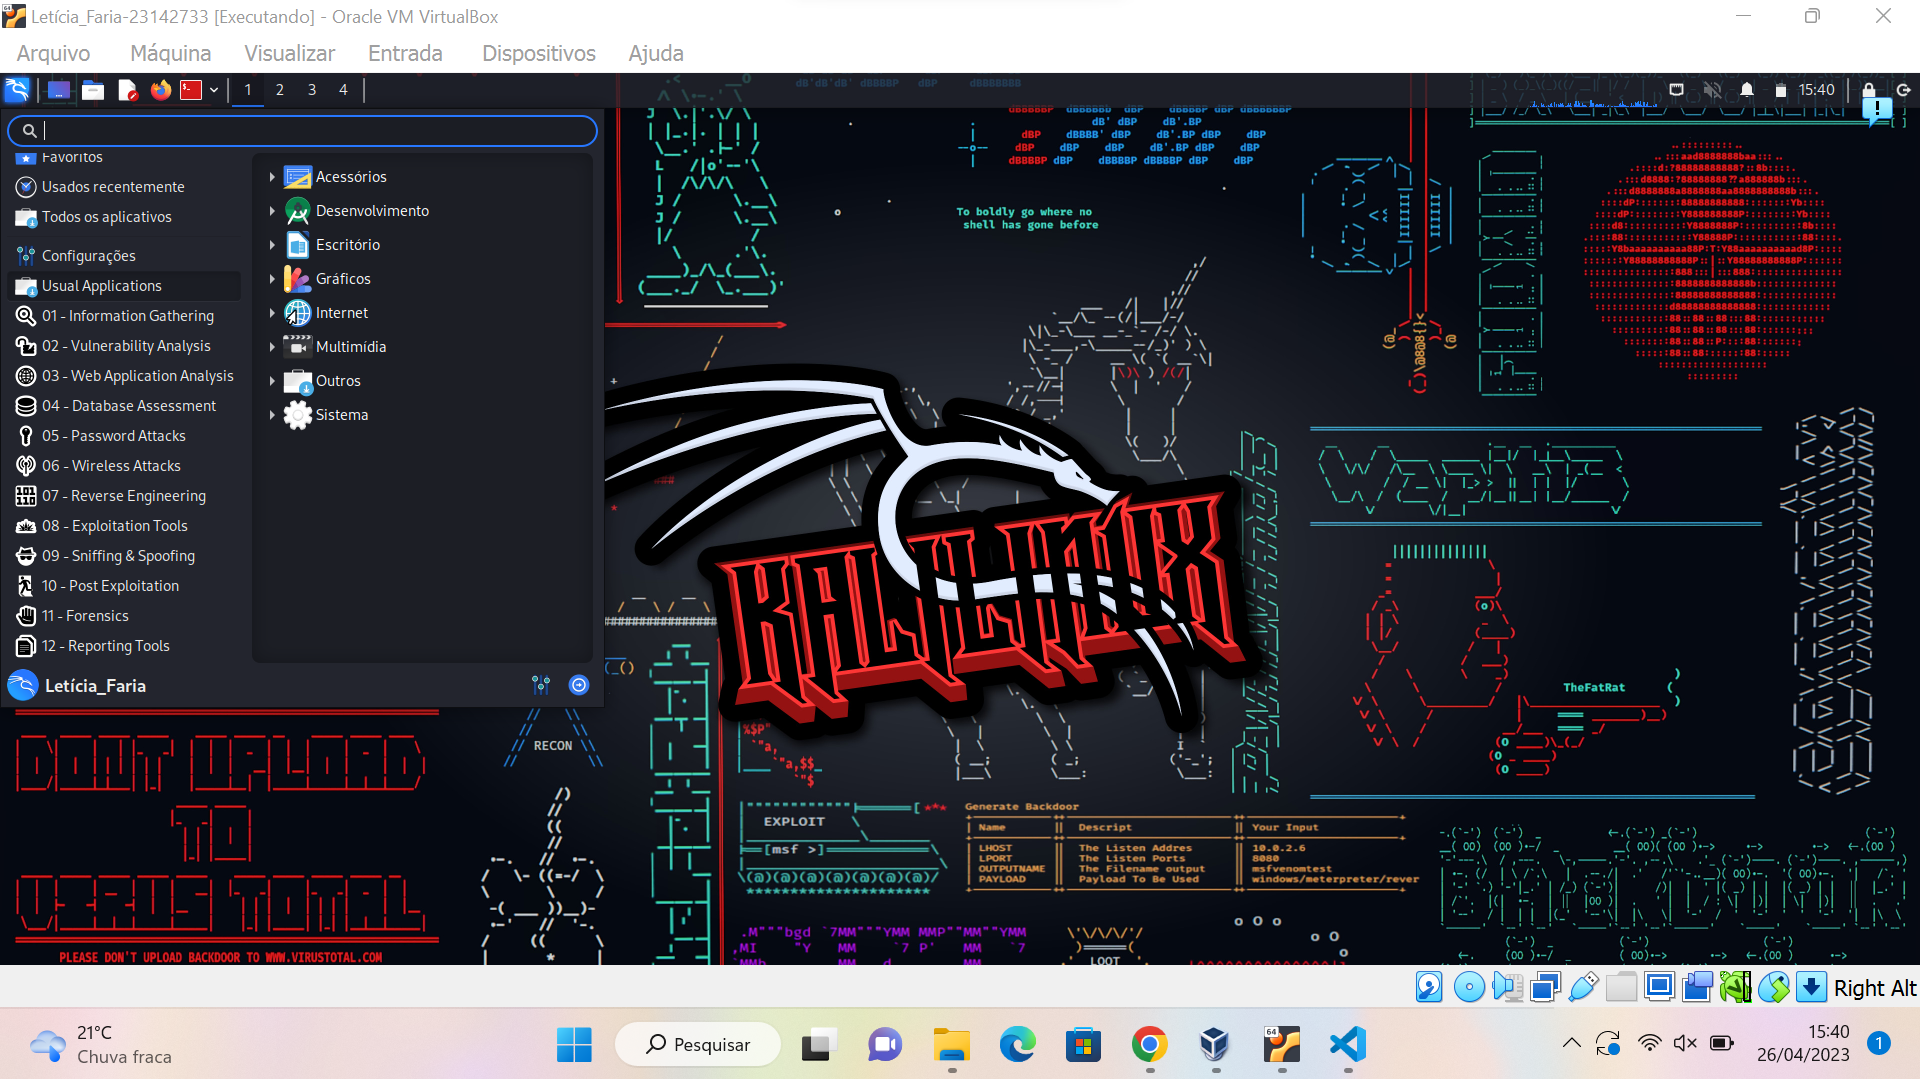 Letícia_Faria-23142733 [Executando] - Oracle VM VirtualBox
Arquivo Máquina Visualizar Entrada Dispositivos Ajuda
1 2 3 4
15:40
Favoritos
Usados recentemente
Todos os aplicativos
Configurações
Usual Applications
01 - Information Gathering
02 - Vulnerability Analysis
03 - Web Application Analysis
04 - Database Assessment
05 - Password Attacks
06 - Wireless Attacks
07 - Reverse Engineering
08 - Exploitation Tools
09 - Sniffing & Spoofing
10 - Post Exploitation
11 - Forensics
12 - Reporting Tools
Acessórios
Desenvolvimento
Escritório
Gráficos
Internet
Multimídia
Outros
Sistema
Letícia_Faria
To boldly go where no
shell has gone before
KALI LINUX
TheFatRat
RECON
DONT UPLOAD
TO
VIRUS TOTAL
PLEASE DON'T UPLOAD BACKDOOR TO WWW.VIRUSTOTAL.COM
EXPLOIT
[msf >]
Generate Backdoor
Name Descript Your Input
LHOST The Listen Addres 10.0.2.6
LPORT The Listen Ports 8080
OUTPUTNAME The Filename output msfvenomtest
PAYLOAD Payload To Be Used windows/meterpreter/rever
LOOT
Right Alt
21°C
Chuva fraca
Pesquisar
64
15:40
26/04/2023
1